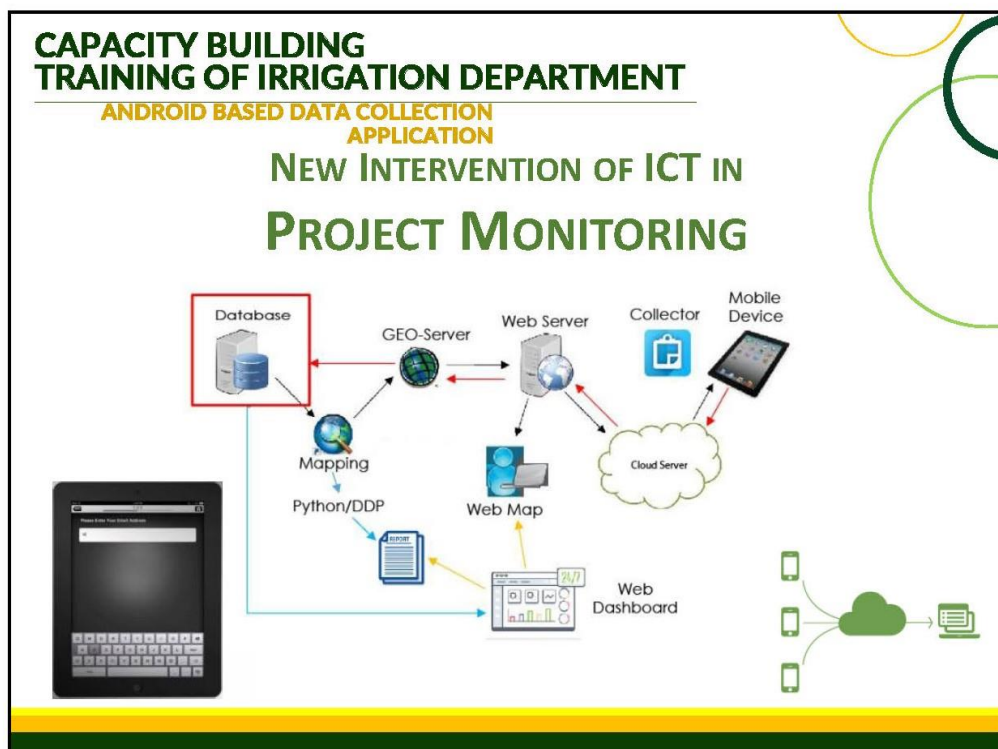 CAPACITY BUILDING
TRAINING OF IRRIGATION DEPARTMENT
ANDROID BASED DATA COLLECTION
APPLICATION
NEW INTERVENTION OF ICT IN
PROJECT MONITORING
Database
GEO-Server
Web Server
Collector
Mobile
Device
Mapping
Cloud Server
Python/DDP
Web Map
REPORT
24/7
Web
Dashboard
Please Enter Your Email Address